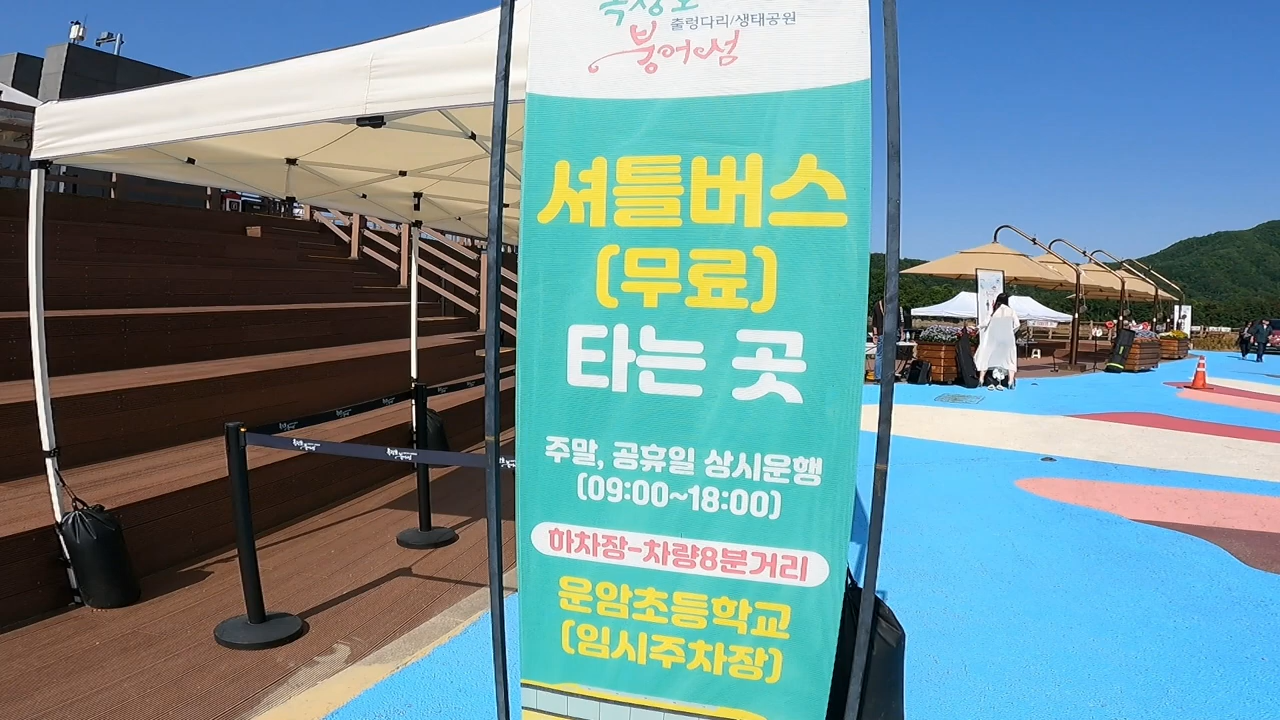 출렁다리/생태공원
붕어섬
셔틀버스
(무료)
타는 곳
주말, 공휴일 상시운행
(09:00~18:00)
하차장-차량8분거리
운암초등학교
(임시주차장)